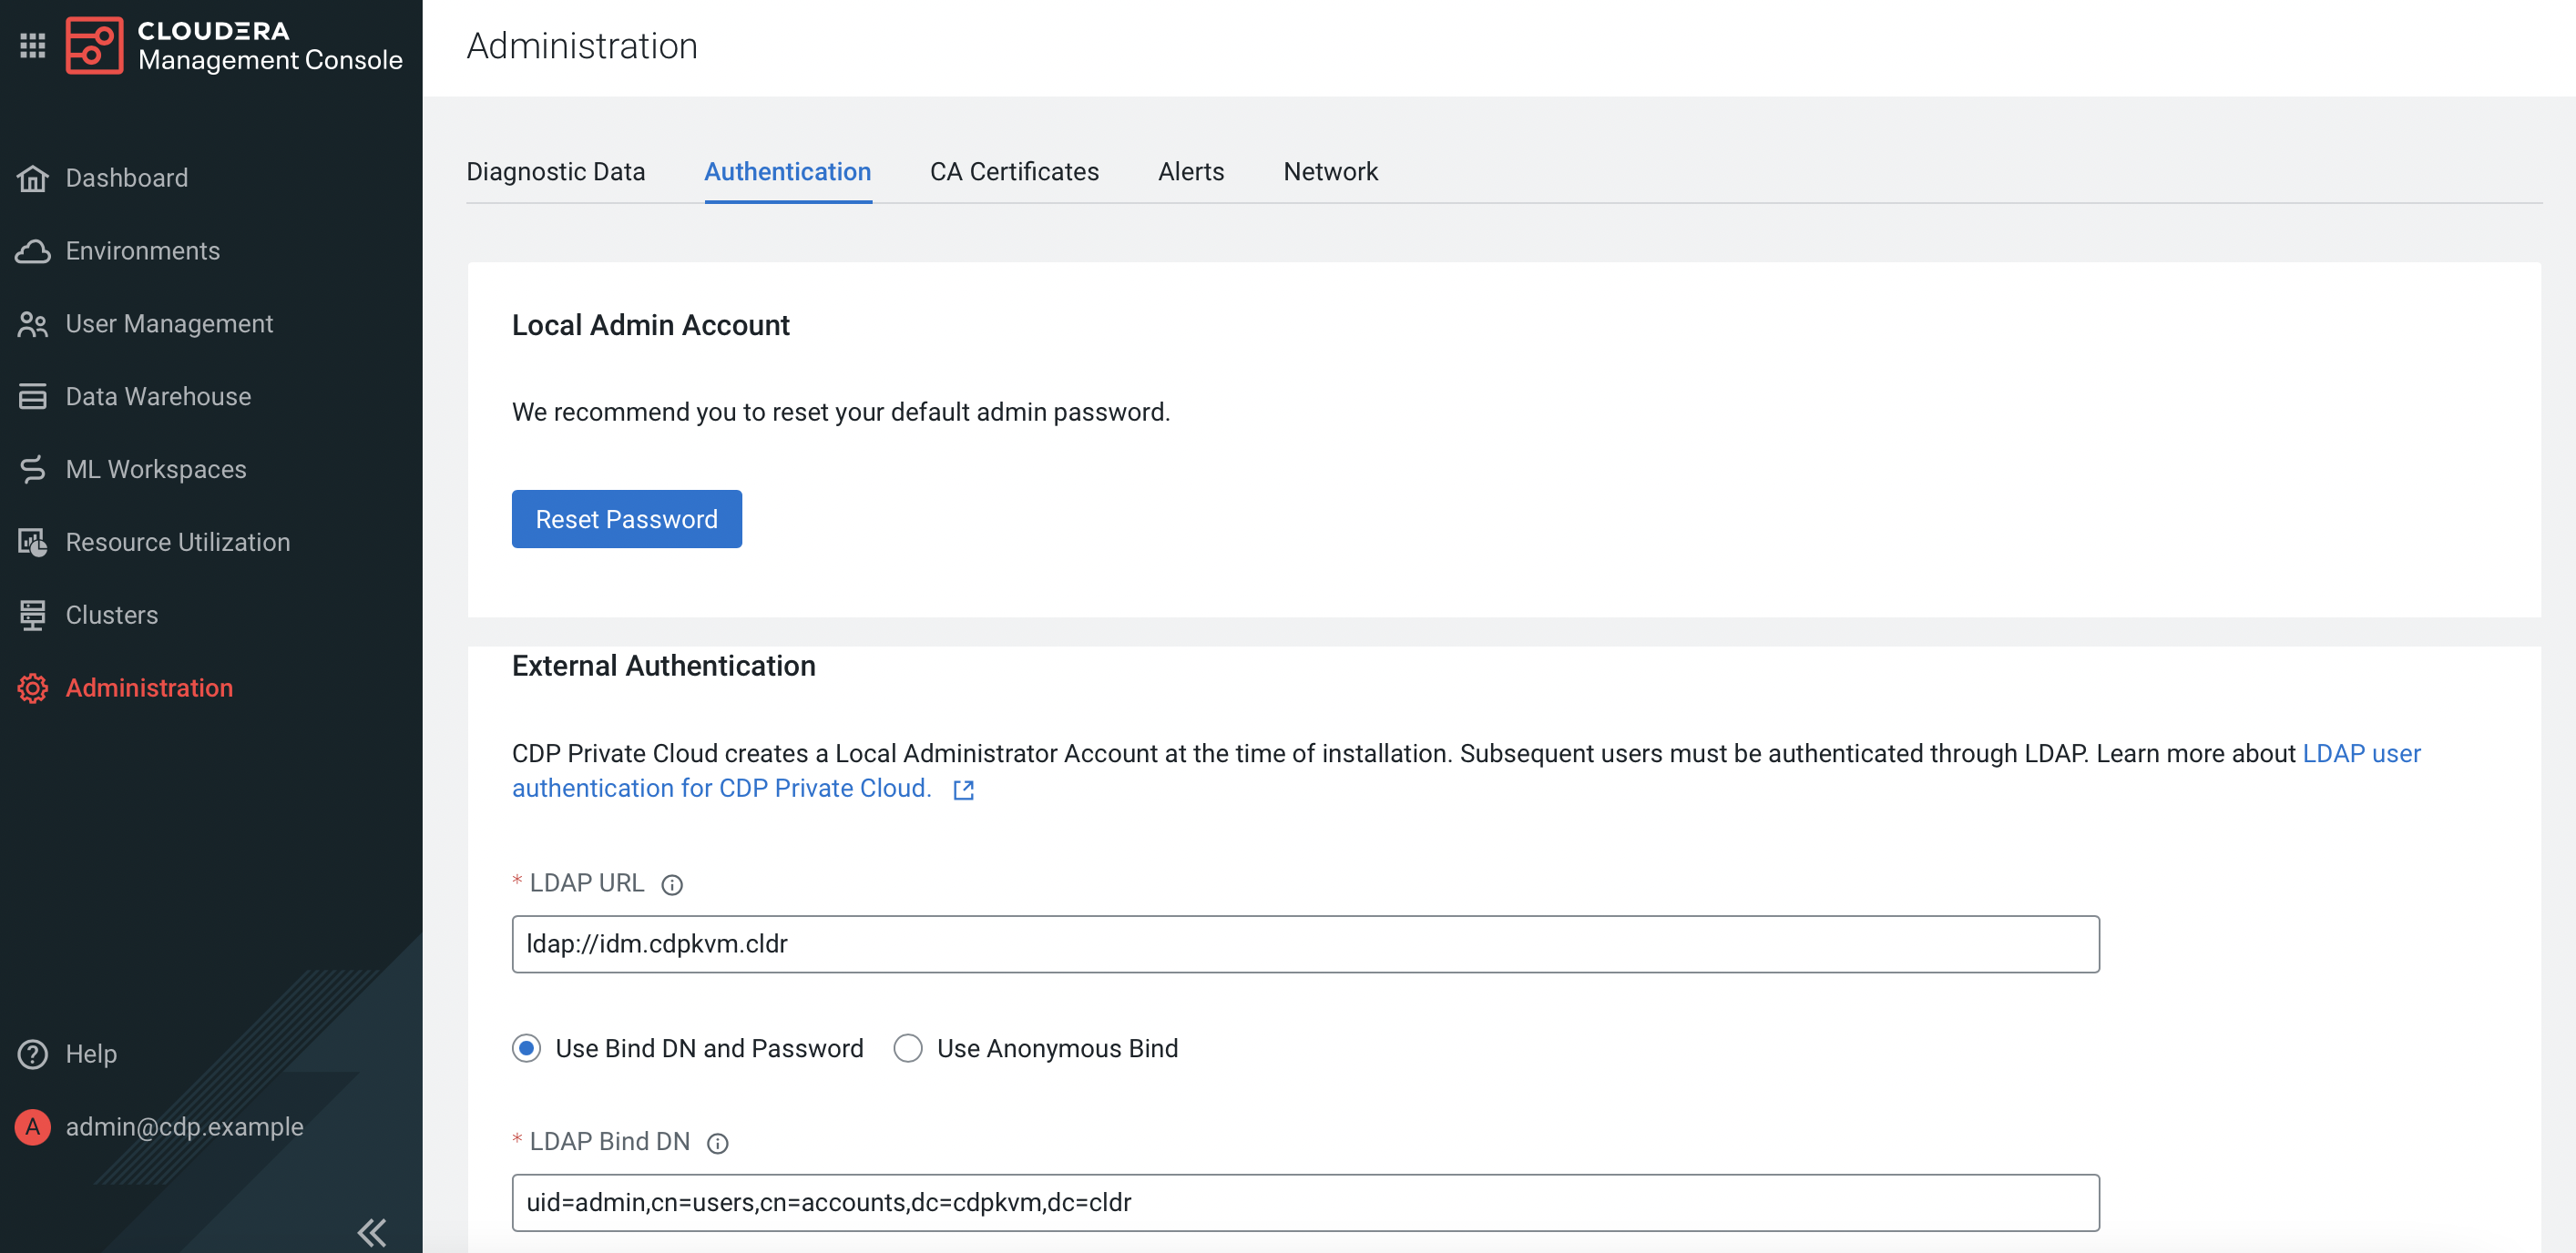 CLOUDERA
Management Console
Dashboard
Environments
User Management
Data Warehouse
ML Workspaces
Resource Utilization
Clusters
Administration
Help
A admin@cdp.example
Administration
Diagnostic Data Authentication CA Certificates Alerts Network
Local Admin Account
We recommend you to reset your default admin password.
Reset Password
External Authentication
CDP Private Cloud creates a Local Administrator Account at the time of installation. Subsequent users must be authenticated through LDAP. Learn more about LDAP user
authentication for CDP Private Cloud.
* LDAP URL
ldap://idm.cdpkvm.cldr
Use Bind DN and Password Use Anonymous Bind
* LDAP Bind DN
uid=admin,cn=users,cn=accounts,dc=cdpkvm,dc=cldr